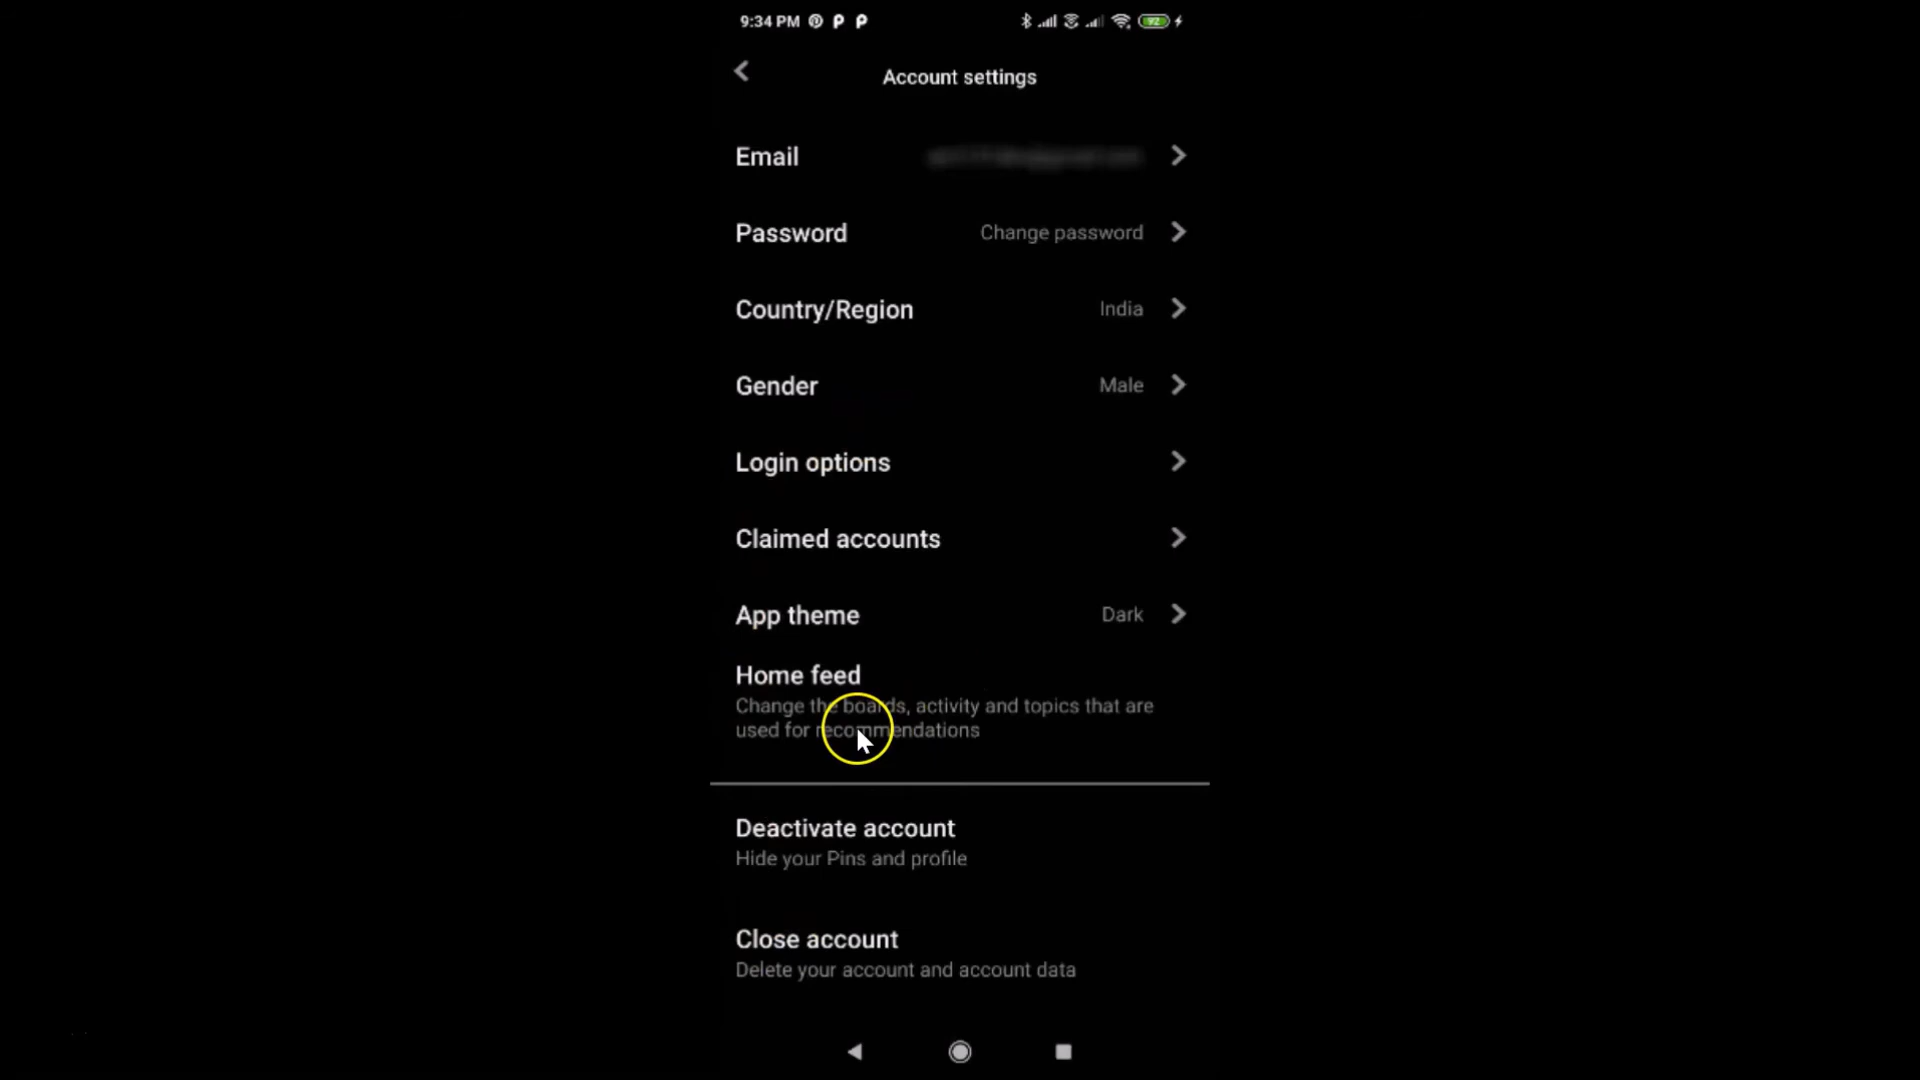 9:34 PM
92
Account settings
Email
Password Change password
Country/Region India
Gender Male
Login options
Claimed accounts
App theme Dark
Home feed
Change the boards, activity and topics that are
used for recommendations
Deactivate account
Hide your Pins and profile
Close account
Delete your account and account data